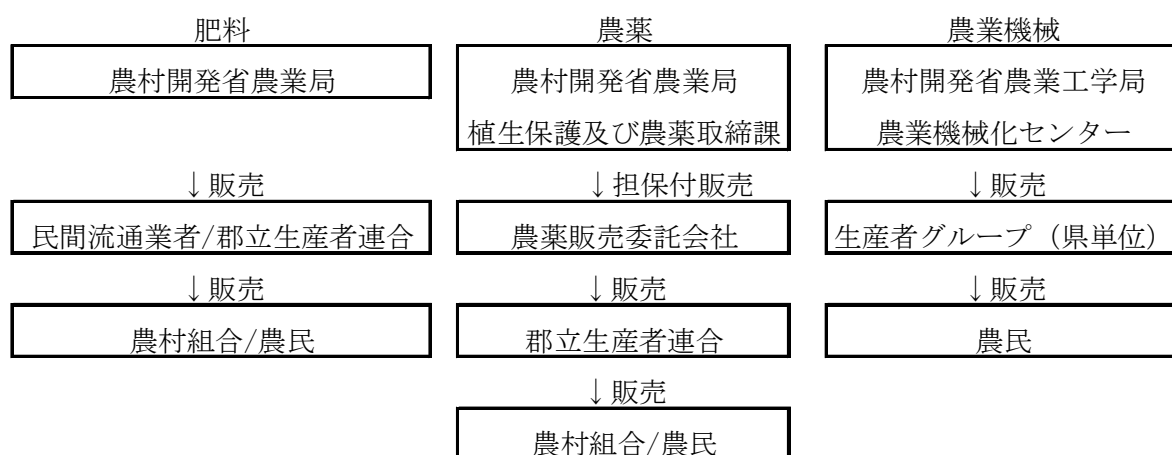 肥料
農村開発省農業局
↓販売
民間流通業者/郡立生産者連合
↓販売
農村組合/農民
農薬
農村開発省農業局
植生保護及び農薬取締課
↓担保付販売
農薬販売委託会社
↓販売
郡立生産者連合
↓販売
農村組合/農民
農業機械
農村開発省農業工学局
農業機械化センター
↓販売
生産者グループ（県単位）
↓販売
農民